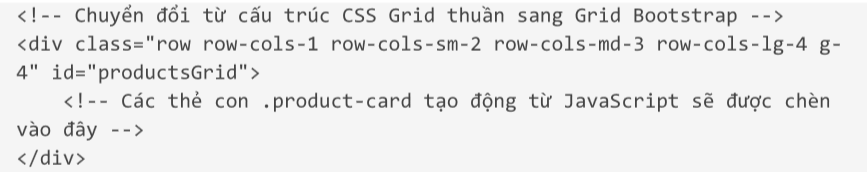 <!-- Chuyển đổi từ cấu trúc CSS Grid thuần sang Grid Bootstrap -->
<div class="row row-cols-1 row-cols-sm-2 row-cols-md-3 row-cols-lg-4 g-
4" id="productsGrid">
    <!-- Các thẻ con .product-card tạo động từ JavaScript sẽ được chèn
vào đây -->
</div>